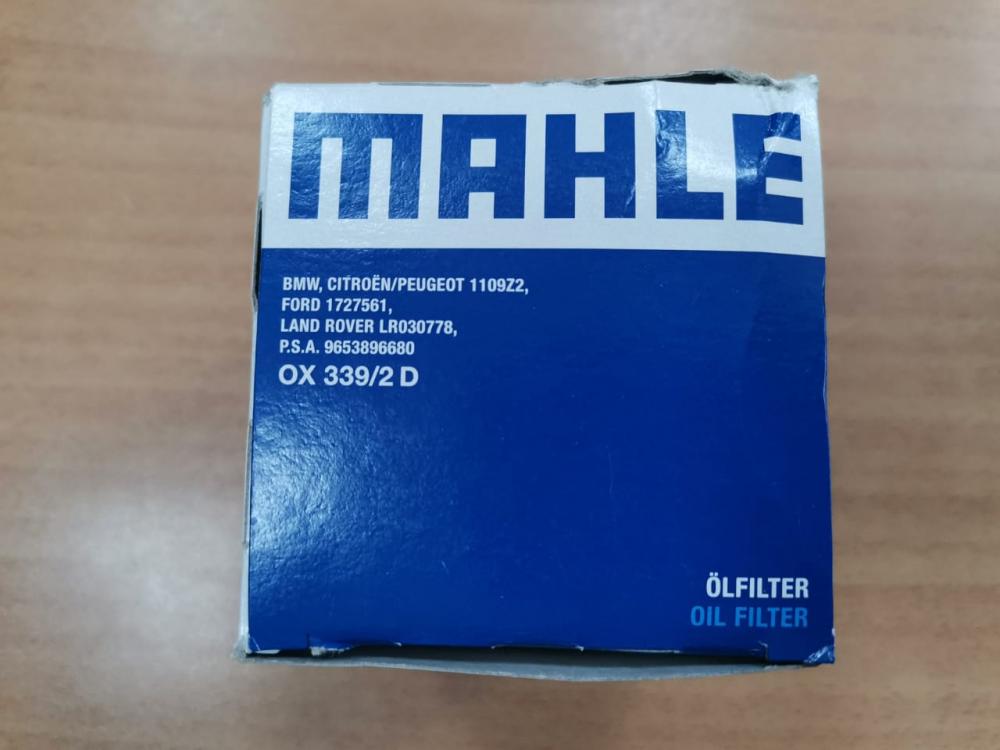 MAHLE
BMW, CITROËN/PEUGEOT 1109Z2,
FORD 1727561,
LAND ROVER LR030778,
P.S.A. 9653896680
OX 339/2 D
ÖLFILTER
OIL FILTER